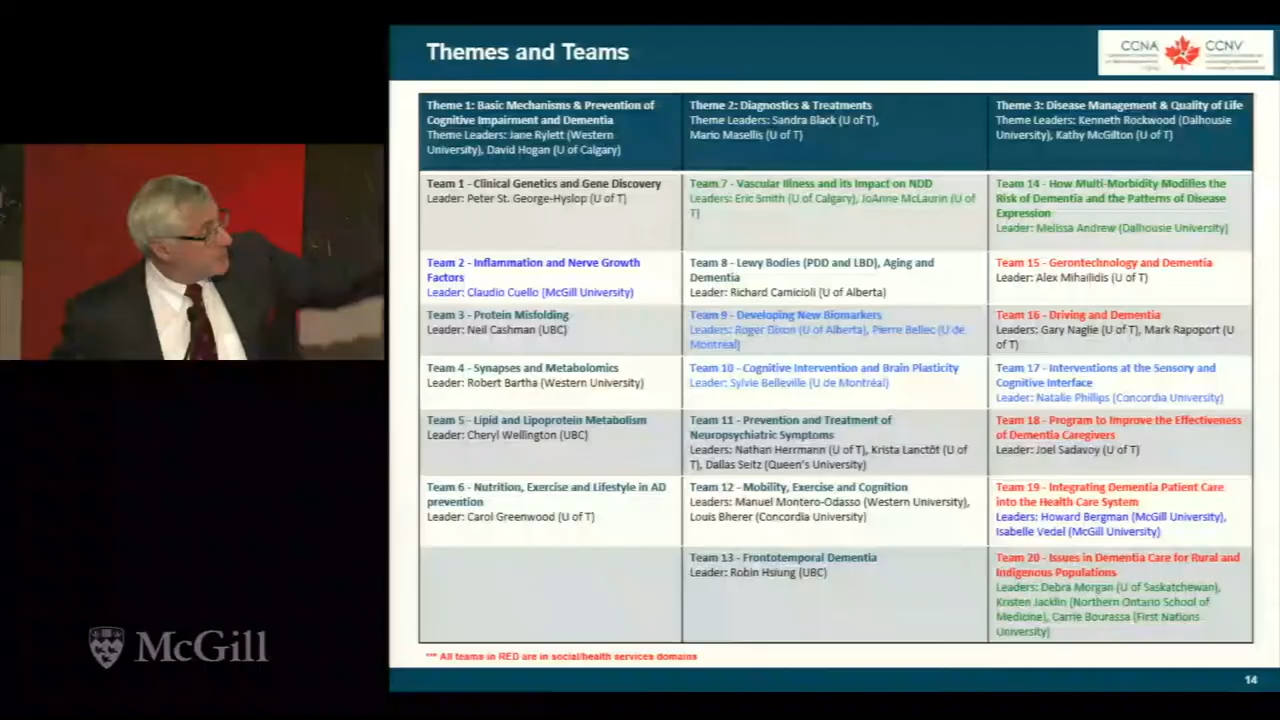 Themes and Teams
CCNA CCNV
Theme 1: Basic Mechanisms & Prevention of
Cognitive Impairment and Dementia
Theme Leaders: Jane Rylett (Western
University), David Hogan (U of Calgary)
Theme 2: Diagnostics & Treatments
Theme Leaders: Sandra Black (U of T),
Mario Masellis (U of T)
Theme 3: Disease Management & Quality of Life
Theme Leaders: Kenneth Rockwood (Dalhousie
University), Kathy McGilton (U of T)
Team 1 - Clinical Genetics and Gene Discovery
Leader: Peter St. George-Hyslop (U of T)
Team 7 - Vascular Illness and its Impact on NDD
Leaders: Eric Smith (U of Calgary), JoAnne McLaurin (U of
T)
Team 14 - How Multi-Morbidity Modifies the
Risk of Dementia and the Patterns of Disease
Expression
Leader: Melissa Andrew (Dalhousie University)
Team 2 - Inflammation and Nerve Growth
Factors
Leader: Claudio Cuello (McGill University)
Team 8 - Lewy Bodies (PDD and LBD), Aging and
Dementia
Leader: Richard Camicioli (U of Alberta)
Team 15 - Gerontechnology and Dementia
Leader: Alex Mihailidis (U of T)
Team 3 - Protein Misfolding
Leader: Neil Cashman (UBC)
Team 9 - Developing New Biomarkers
Leaders: Roger Dixon (U of Alberta), Pierre Bellec (U de
Montréal)
Team 16 - Driving and Dementia
Leaders: Gary Naglie (U of T), Mark Rapoport (U
of T)
Team 4 - Synapses and Metabolomics
Leader: Robert Bartha (Western University)
Team 10 - Cognitive Intervention and Brain Plasticity
Leader: Sylvie Belleville (U de Montréal)
Team 17 - Interventions at the Sensory and
Cognitive Interface
Leader: Natalie Phillips (Concordia University)
Team 5 - Lipid and Lipoprotein Metabolism
Leader: Cheryl Wellington (UBC)
Team 11 - Prevention and Treatment of
Neuropsychiatric Symptoms
Leaders: Nathan Herrmann (U of T), Krista Lanctôt (U of
T), Dallas Seitz (Queen's University)
Team 18 - Program to Improve the Effectiveness
of Dementia Caregivers
Leader: Joel Sadavoy (U of T)
Team 6 - Nutrition, Exercise and Lifestyle in AD
prevention
Leader: Carol Greenwood (U of T)
Team 12 - Mobility, Exercise and Cognition
Leaders: Manuel Montero-Odasso (Western University),
Louis Bherer (Concordia University)
Team 19 - Integrating Dementia Patient Care
into the Health Care System
Leaders: Howard Bergman (McGill University),
Isabelle Vedel (McGill University)
Team 13 - Frontotemporal Dementia
Leader: Robin Hsiung (UBC)
Team 20 - Issues in Dementia Care for Rural and
Indigenous Populations
Leaders: Debra Morgan (U of Saskatchewan),
Kristen Jacklin (Northern Ontario School of
Medicine), Carrie Bourassa (First Nations
University)
*** All teams in RED are in social/health services domains
14
McGill